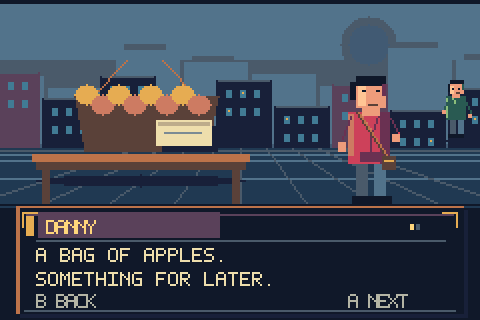 DANNY
A BAG OF APPLES.
SOMETHING FOR LATER.
B BACK
A NEXT